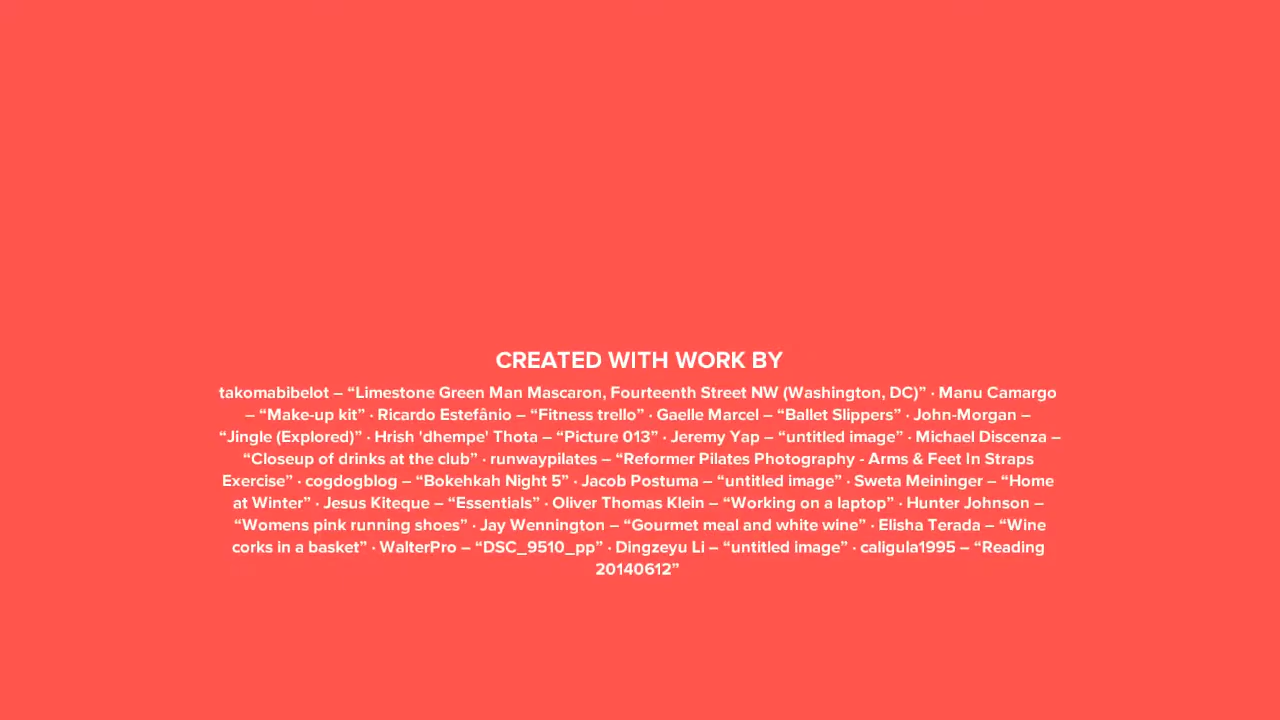 CREATED WITH WORK BY
takomabibelot – “Limestone Green Man Mascaron, Fourteenth Street NW (Washington, DC)” · Manu Camargo
– “Make-up kit” · Ricardo Estefânio – “Fitness trello” · Gaelle Marcel – “Ballet Slippers” · John-Morgan –
“Jingle (Explored)” · Hrish 'dhempe' Thota – “Picture 013” · Jeremy Yap – “untitled image” · Michael Discenza –
“Closeup of drinks at the club” · runwaypilates – “Reformer Pilates Photography - Arms & Feet In Straps
Exercise” · cogdogblog – “Bokehkah Night 5” · Jacob Postuma – “untitled image” · Sweta Meininger – “Home
at Winter” · Jesus Kiteque – “Essentials” · Oliver Thomas Klein – “Working on a laptop” · Hunter Johnson –
“Womens pink running shoes” · Jay Wennington – “Gourmet meal and white wine” · Elisha Terada – “Wine
corks in a basket” · WalterPro – “DSC_9510_pp” · Dingzeyu Li – “untitled image” · caligula1995 – “Reading
20140612”